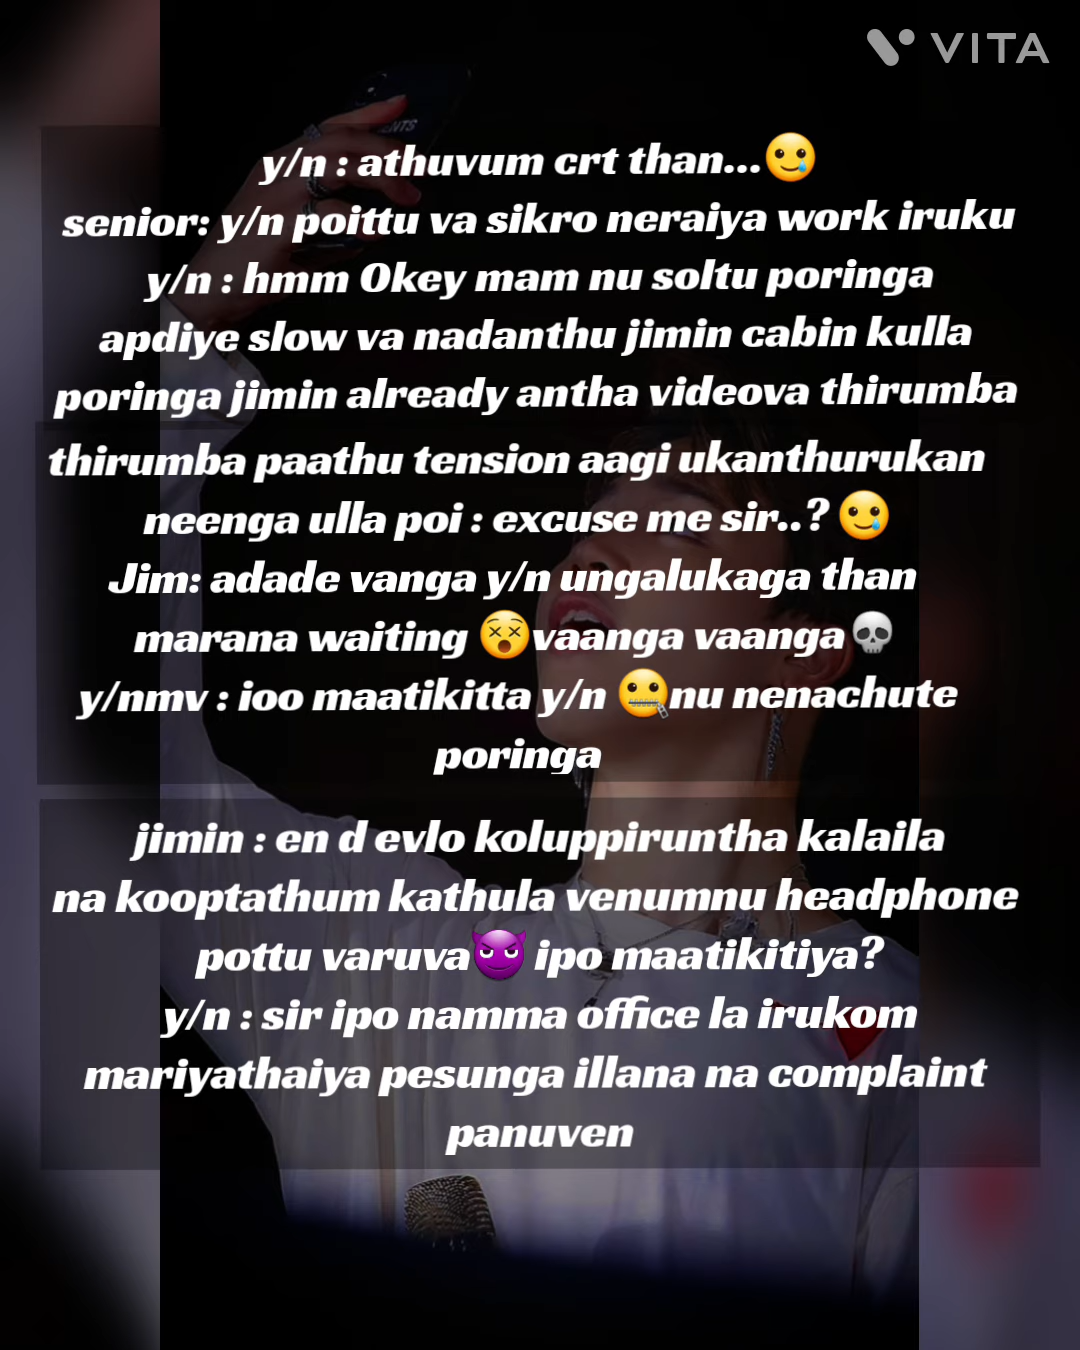 VITA
y/n : athuvum crt than...🥲
senior: y/n poittu va sikro neraiya work iruku
y/n : hmm Okey mam nu soltu poringa
apdiye slow va nadanthu jimin cabin kulla
poringa jimin already antha videova thirumba
thirumba paathu tension aagi ukanthurukan
neenga ulla poi : excuse me sir..? 🥲
Jim: adade vanga y/n ungalukaga than
marana waiting 😵vaanga vaanga💀
y/nmv : ioo maatikitta y/n 🤐nu nenachute
poringa
jimin : en d evlo koluppiruntha kalaila
na kooptathum kathula venumnu headphone
pottu varuva😈 ipo maatikitiya?
y/n : sir ipo namma office la irukom
mariyathaiya pesunga illana na complaint
panuven